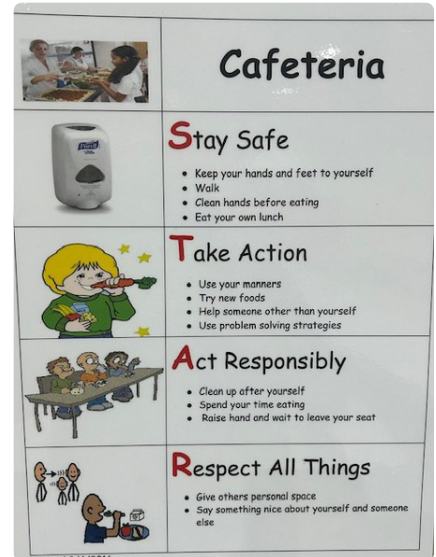 Cafeteria
Stay Safe
Keep your hands and feet to yourself
Walk
Clean hands before eating
Eat your own lunch
Take Action
Use your manners
Try new foods
Help someone other than yourself
Use problem solving strategies
Act Responsibly
Clean up after yourself
Spend your time eating
Raise hand and wait to leave your seat
Respect All Things
Give others personal space
Say something nice about yourself and someone
else